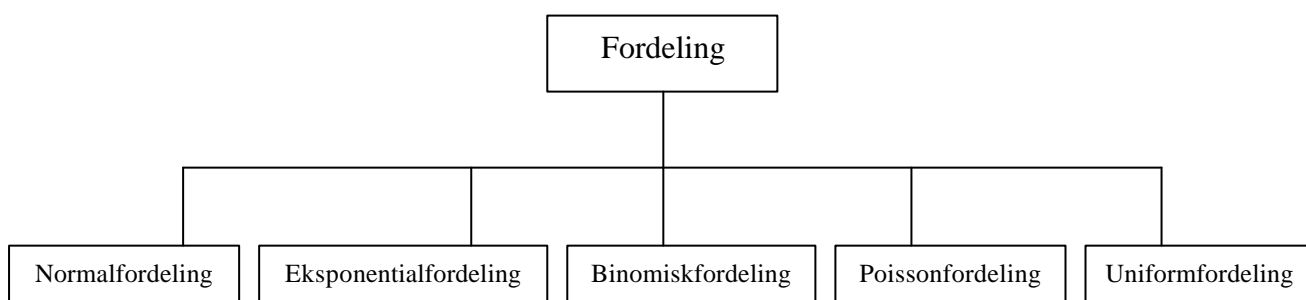 Fordeling
Normalfordeling
Eksponentialfordeling
Binomiskfordeling
Poissonfordeling
Uniformfordeling